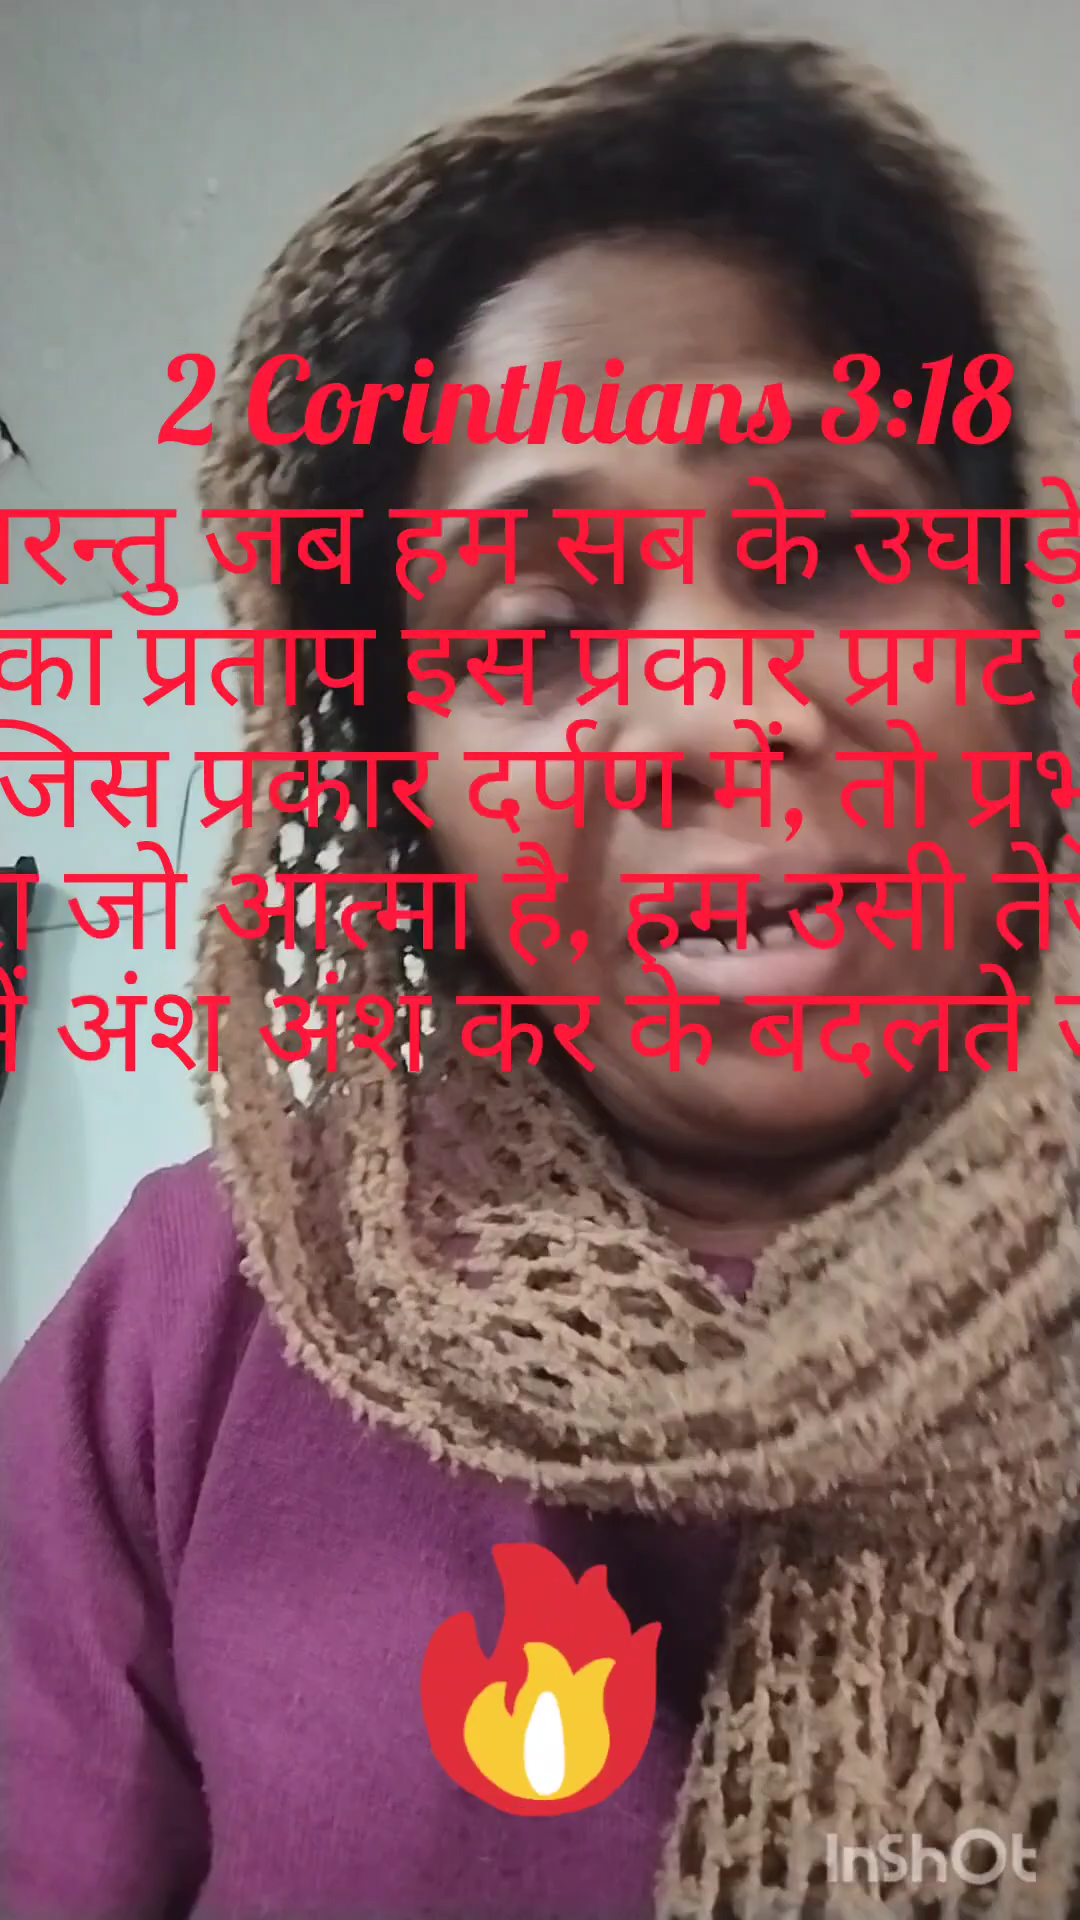 2 Corinthians 3:18
परन्तु जब हम सब के उघाड़े
का प्रताप इस प्रकार प्रगट
जिस प्रकार दर्पण में, तो प्रभु
जो आत्मा है, हम उसी
में अंश अंश कर के बदलते
InShOt